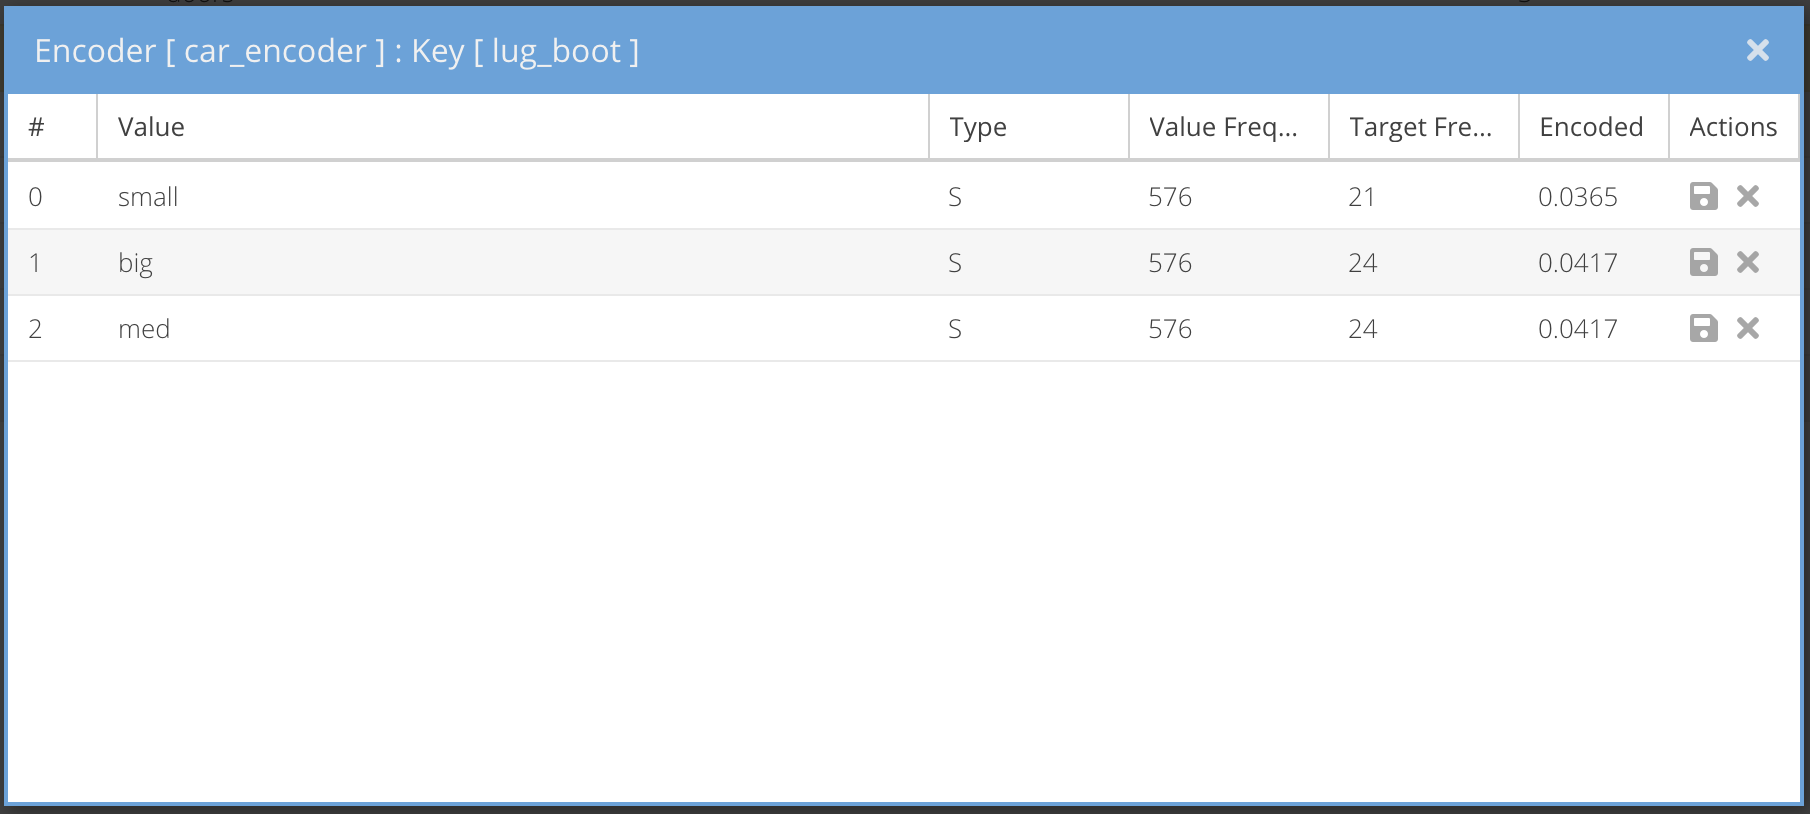 Encoder [ car_encoder ] : Key [ lug_boot ]
# Value Type Value Freq... Target Fre... Encoded Actions
0 small S 576 21 0.0365
1 big S 576 24 0.0417
2 med S 576 24 0.0417